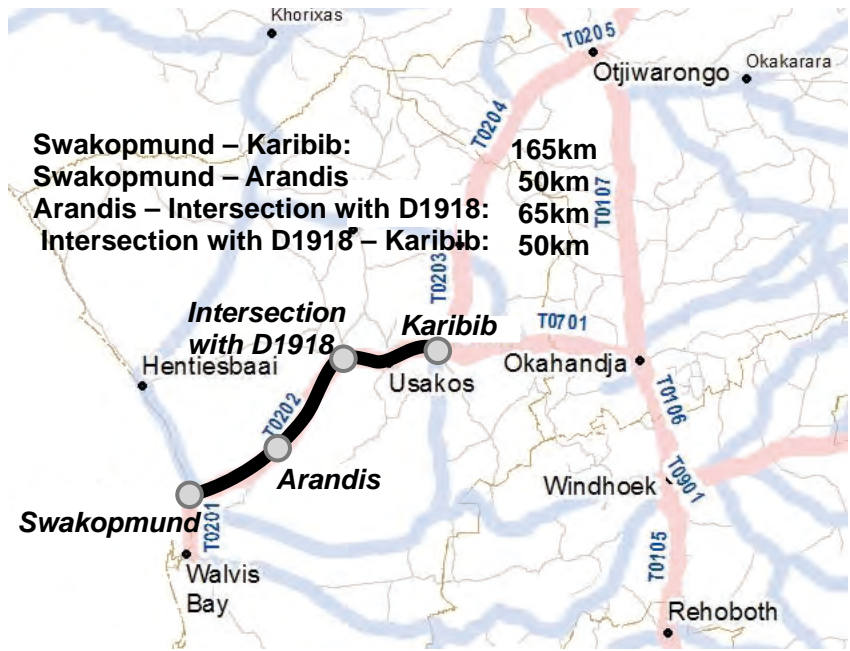 Khorixas
T0205
Otjiwarongo
Okakarara
T0204
Swakopmund – Karibib: 165km
Swakopmund – Arandis 50km
T0107
Arandis – Intersection with D1918: 65km
Intersection with D1918 – Karibib: 50km
T0203
Intersection
with D1918
Karibib
T0701
Hentiesbaai
Usakos
Okahandja
T0202
T0106
Arandis
Windhoek
T0901
Swakopmund
T0201
T0105
Walvis
Bay
Rehoboth